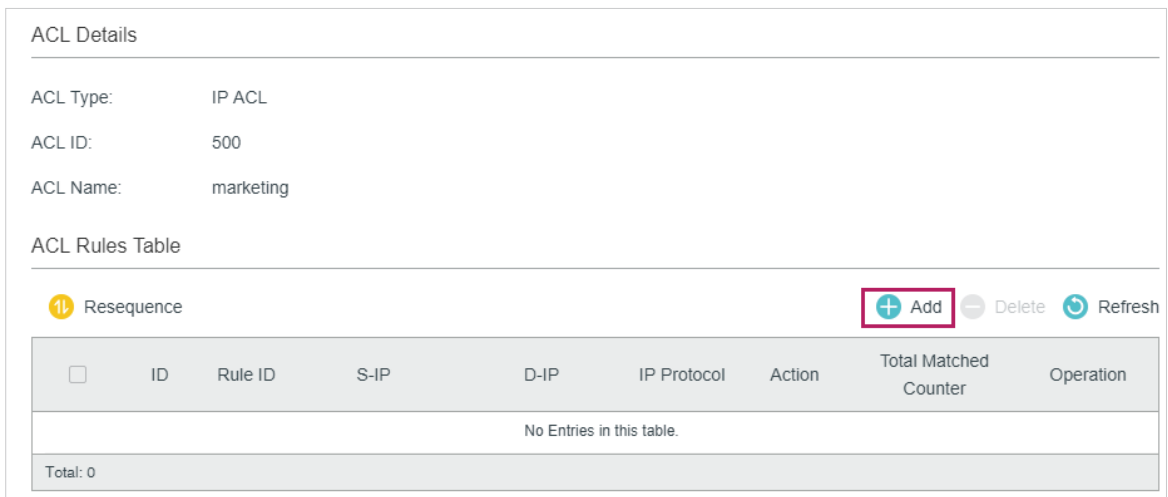 ACL Details
ACL Type: IP ACL
ACL ID: 500
ACL Name: marketing
ACL Rules Table
Resequence Add Delete Refresh
ID Rule ID S-IP D-IP IP Protocol Action Total Matched Counter Operation
No Entries in this table.
Total: 0